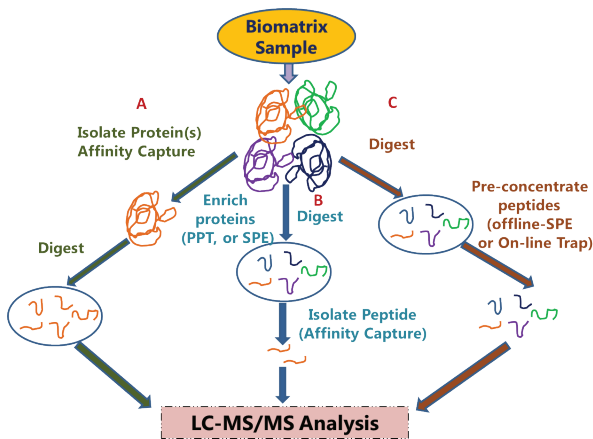 Biomatrix
Sample
A
Isolate Protein(s)
Affinity Capture
Digest
Enrich
proteins
(PPT, or SPE)
B
Digest
Isolate Peptide
(Affinity Capture)
C
Digest
Pre-concentrate
peptides
(offline-SPE
or On-line Trap)
LC-MS/MS Analysis